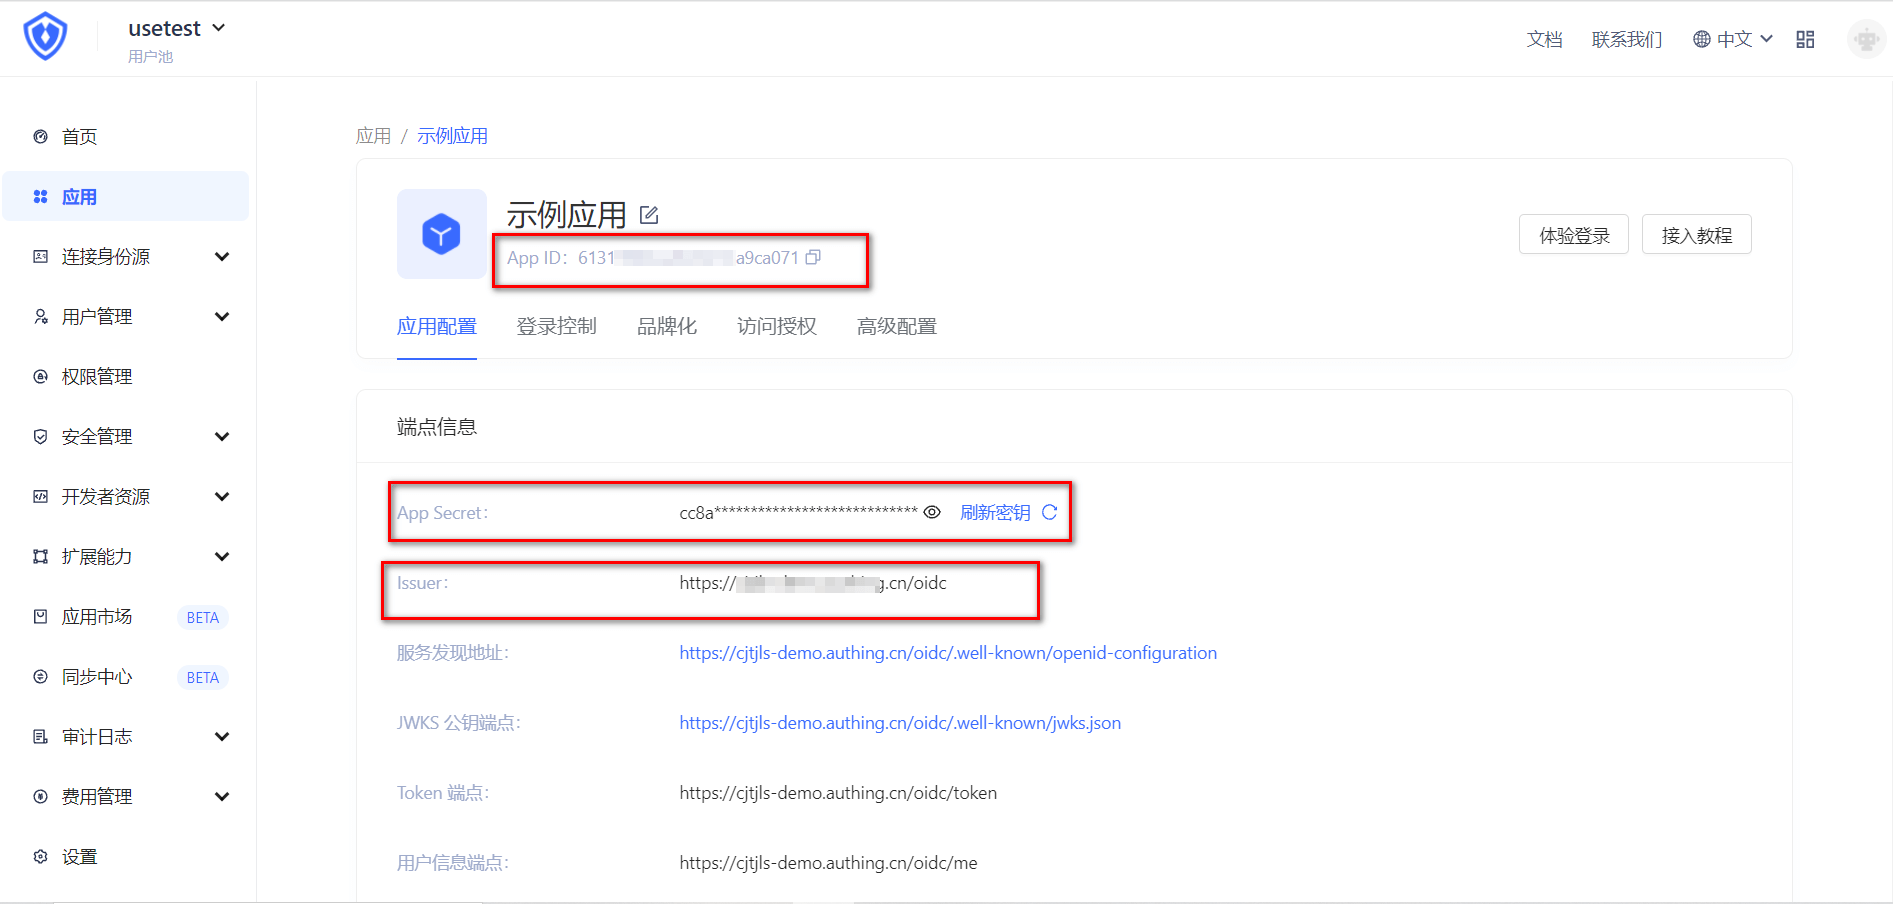 usetest
用户池
文档 联系我们 中文
首页
应用
连接身份源
用户管理
权限管理
安全管理
开发者资源
扩展能力
应用市场 BETA
同步中心 BETA
审计日志
费用管理
设置
应用 / 示例应用
示例应用
App ID: 6131 a9ca071
体验登录 接入教程
应用配置 登录控制 品牌化 访问授权 高级配置
端点信息
App Secret: cc8a**************************** 刷新密钥
Issuer: https:// .cn/oidc
服务发现地址: https://cjtjls-demo.authing.cn/oidc/.well-known/openid-configuration
JWKS 公钥端点: https://cjtjls-demo.authing.cn/oidc/.well-known/jwks.json
Token 端点: https://cjtjls-demo.authing.cn/oidc/token
用户信息端点: https://cjtjls-demo.authing.cn/oidc/me